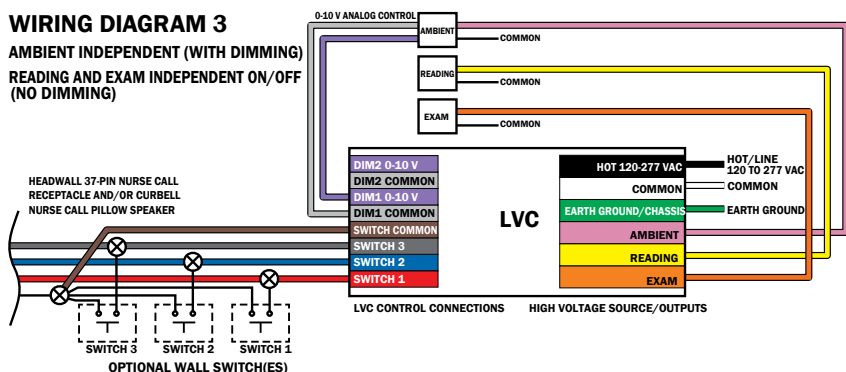 WIRING DIAGRAM 3
AMBIENT INDEPENDENT (WITH DIMMING)
READING AND EXAM INDEPENDENT ON/OFF
(NO DIMMING)
0-10 V ANALOG CONTROL
AMBIENT
COMMON
READING
COMMON
EXAM
COMMON
HEADWALL 37-PIN NURSE CALL
RECEPTACLE AND/OR CURBELL
NURSE CALL PILLOW SPEAKER
DIM2 0-10 V
DIM2 COMMON
DIM1 0-10 V
DIM1 COMMON
SWITCH COMMON
SWITCH 3
SWITCH 2
SWITCH 1
LVC
HOT 120-277 VAC
COMMON
EARTH GROUND/CHASSIS
AMBIENT
READING
EXAM
HOT/LINE
120 TO 277 VAC
COMMON
EARTH GROUND
LVC CONTROL CONNECTIONS
HIGH VOLTAGE SOURCE/OUTPUTS
SWITCH 3
SWITCH 2
SWITCH 1
OPTIONAL WALL SWITCH(ES)